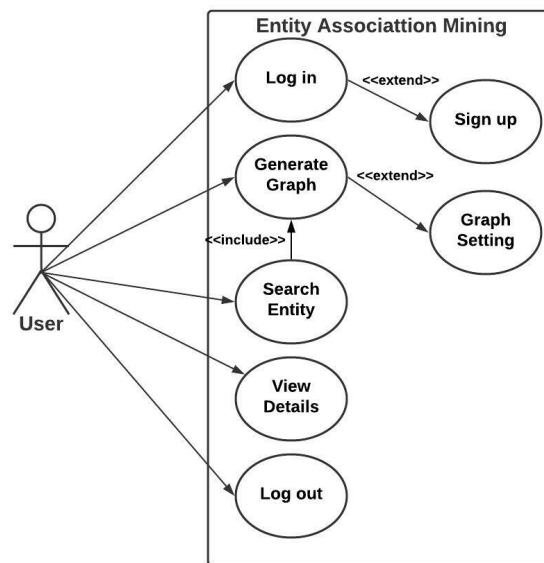 Entity Associattion Mining
Log in
<<extend>>
Sign up
Generate
Graph
<<extend>>
Graph
Setting
<<include>>
Search
Entity
User
View
Details
Log out